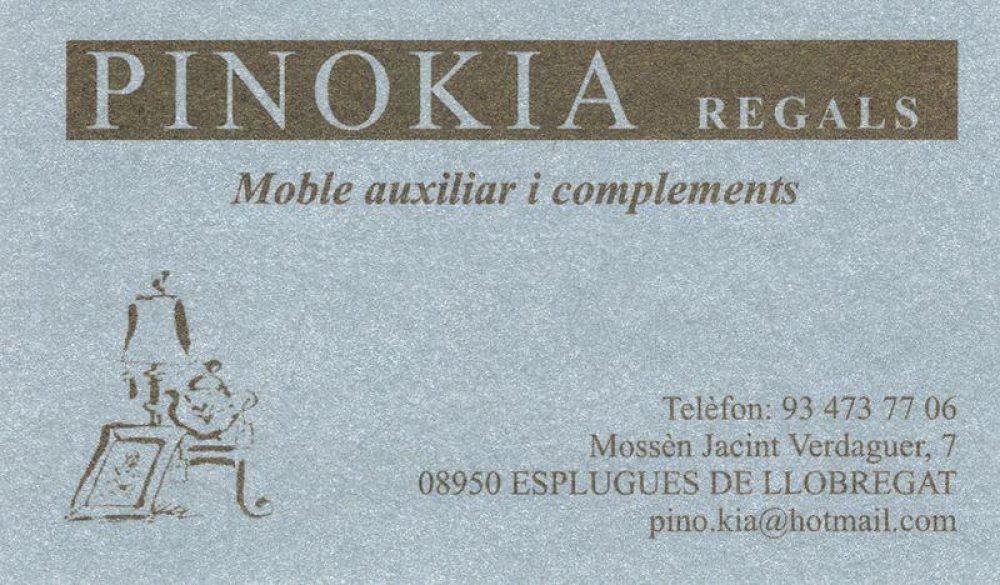 PINOKIA REGALS
Moble auxiliar i complements
Telèfon: 93 473 77 06
Mossèn Jacint Verdaguer, 7
08950 ESPLUGUES DE LLOBREGAT
pino.kia@hotmail.com